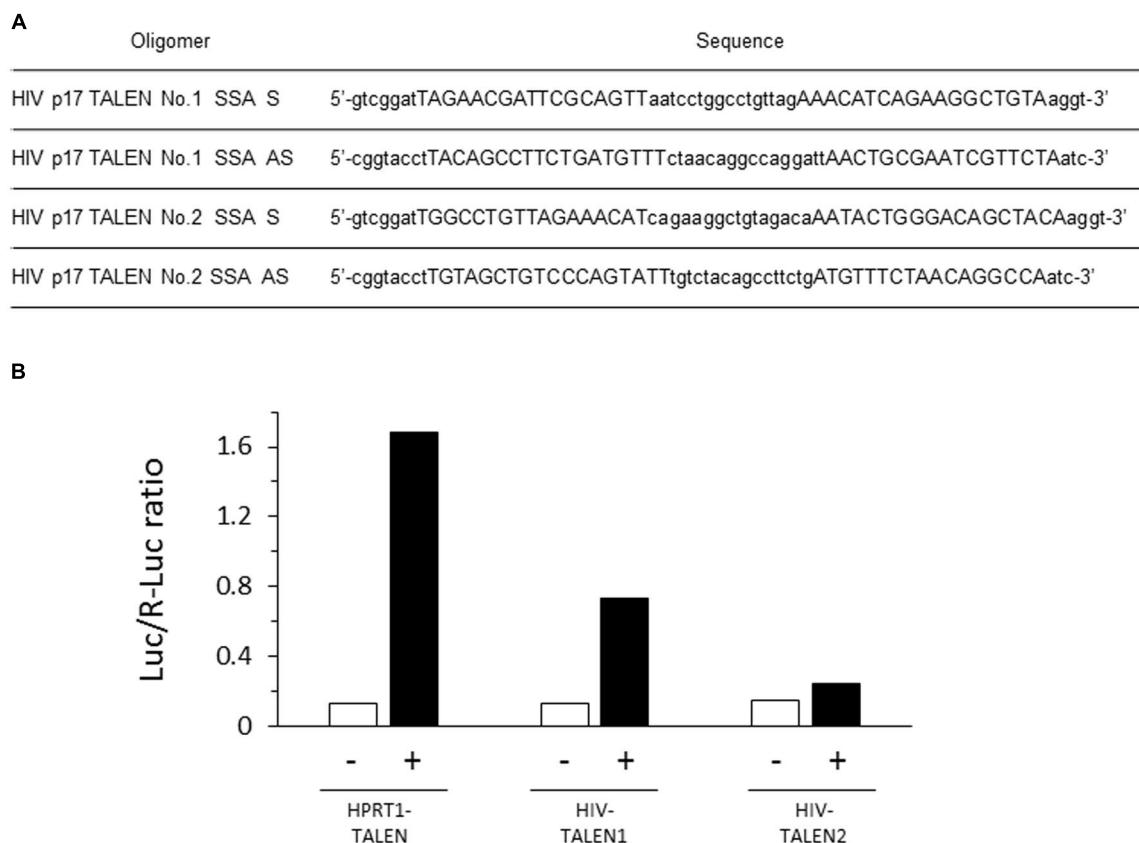 A
Oligomer Sequence
HIV p17 TALEN No.1 SSA S 5'-gtcggatTAGAACGATTCGCAGTTaatcctggcctgttagAAACATCAGAAGGCTGTAaggt-3'
HIV p17 TALEN No.1 SSA AS 5'-cggtacctTACAGCCTTCTGATGTTTctaacaggccaggattAACTGCGAATCGTTCTAatc-3'
HIV p17 TALEN No.2 SSA S 5'-gtcggatTGGCCTGTTAGAAACATcagaaggctgtagacaAATACTGGGACAGCTACAaggt-3'
HIV p17 TALEN No.2 SSA AS 5'-cggtacctTGTAGCTGTCCCAGTATTtgtctacagccttctgATGTTTCTAACAGGCCAatc-3'
B
Luc/R-Luc ratio
1.6
1.2
0.8
0.4
0
- + - + - +
HPRT1- HIV- HIV-
TALEN TALEN1 TALEN2